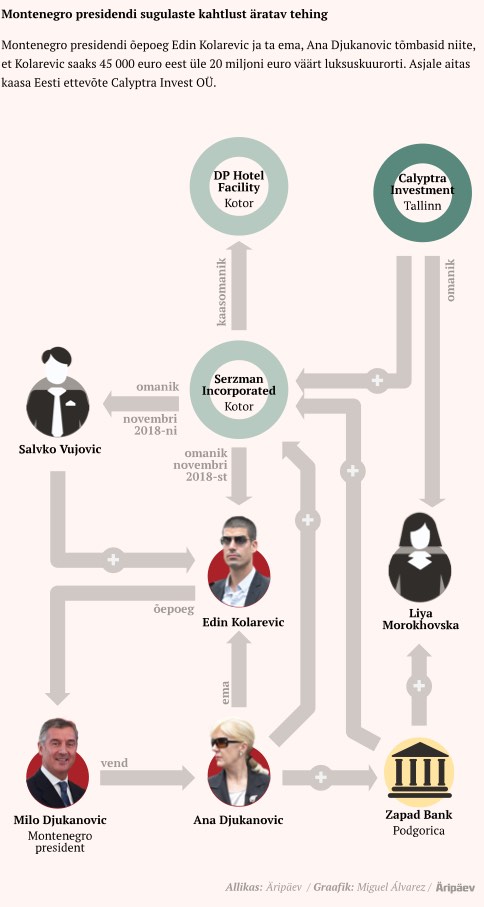 Montenegro presidendi sugulaste kahtlust äratav tehing
Montenegro presidendi õepoeg Edin Kolarevic ja ta ema, Ana Djukanovic tõmbasid niite,
et Kolarevic saaks 45 000 euro eest üle 20 miljoni euro väärt luksuskuurorti. Asjale aitas
kaasa Eesti ettevõte Calyptra Invest OÜ.
DP Hotel
Facility
Kotor
Calyptra
Investment
Tallinn
kaasomanik
omanik
Serzman
Incorporated
Kotor
omanik
novembri
2018-ni
Salvko Vujovic
omanik
novembri
2018-st
õepoeg
Edin Kolarevic
Liya
Morokhovska
ema
vend
Milo Djukanovic
Montenegro
president
Ana Djukanovic
Zapad Bank
Podgorica
Allikas: Äripäev / Graafik: Miguel Álvarez / Äripäev